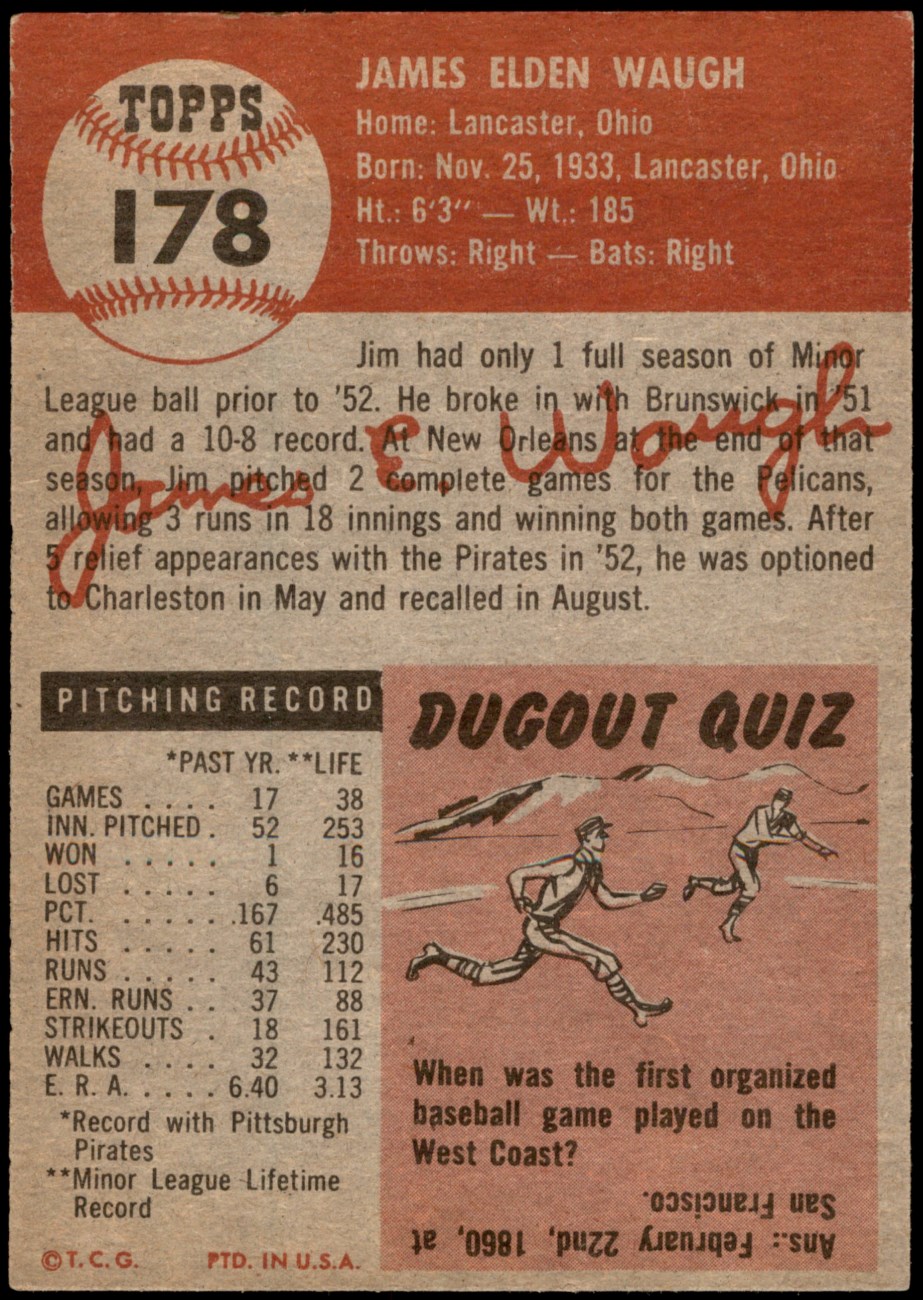 TOPPS
178
JAMES ELDEN WAUGH
Home: Lancaster, Ohio
Born: Nov. 25, 1933, Lancaster, Ohio
Ht.: 6'3" — Wt.: 185
Throws: Right — Bats: Right
Jim had only 1 full season of Minor
League ball prior to '52. He broke in with Brunswick in '51
and had a 10-8 record. At New Orleans at the end of that
season, Jim pitched 2 complete games for the Pelicans,
allowing 3 runs in 18 innings and winning both games. After
5 relief appearances with the Pirates in '52, he was optioned
to Charleston in May and recalled in August.
James E. Waugh
PITCHING RECORD
*PAST YR. **LIFE
GAMES . . . . 17 38
INN. PITCHED . 52 253
WON . . . . . 1 16
LOST . . . . . 6 17
PCT. . . . . . . .167 .485
HITS . . . . . 61 230
RUNS . . . . . 43 112
ERN. RUNS . . 37 88
STRIKEOUTS . 18 161
WALKS . . . . 32 132
E. R. A. . . . . 6.40 3.13
*Record with Pittsburgh
Pirates
**Minor League Lifetime
Record
©T.C.G. PTD. IN U.S.A.
DUGOUT QUIZ
When was the first organized
baseball game played on the
West Coast?
Ans.: February 22nd, 1860, at
San Francisco.